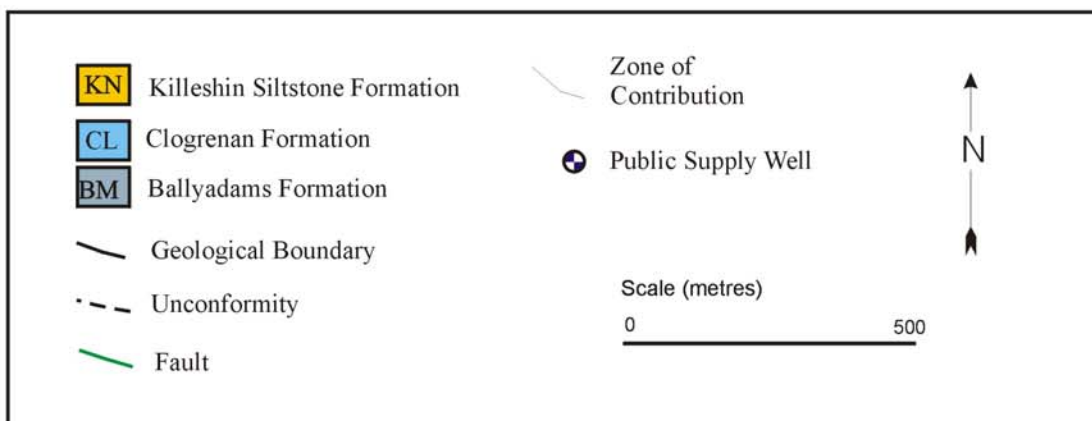 KN Killeshin Siltstone Formation
CL Clogrenan Formation
BM Ballyadams Formation
Geological Boundary
Unconformity
Fault
Zone of
Contribution
Public Supply Well
N
Scale (metres)
0 500